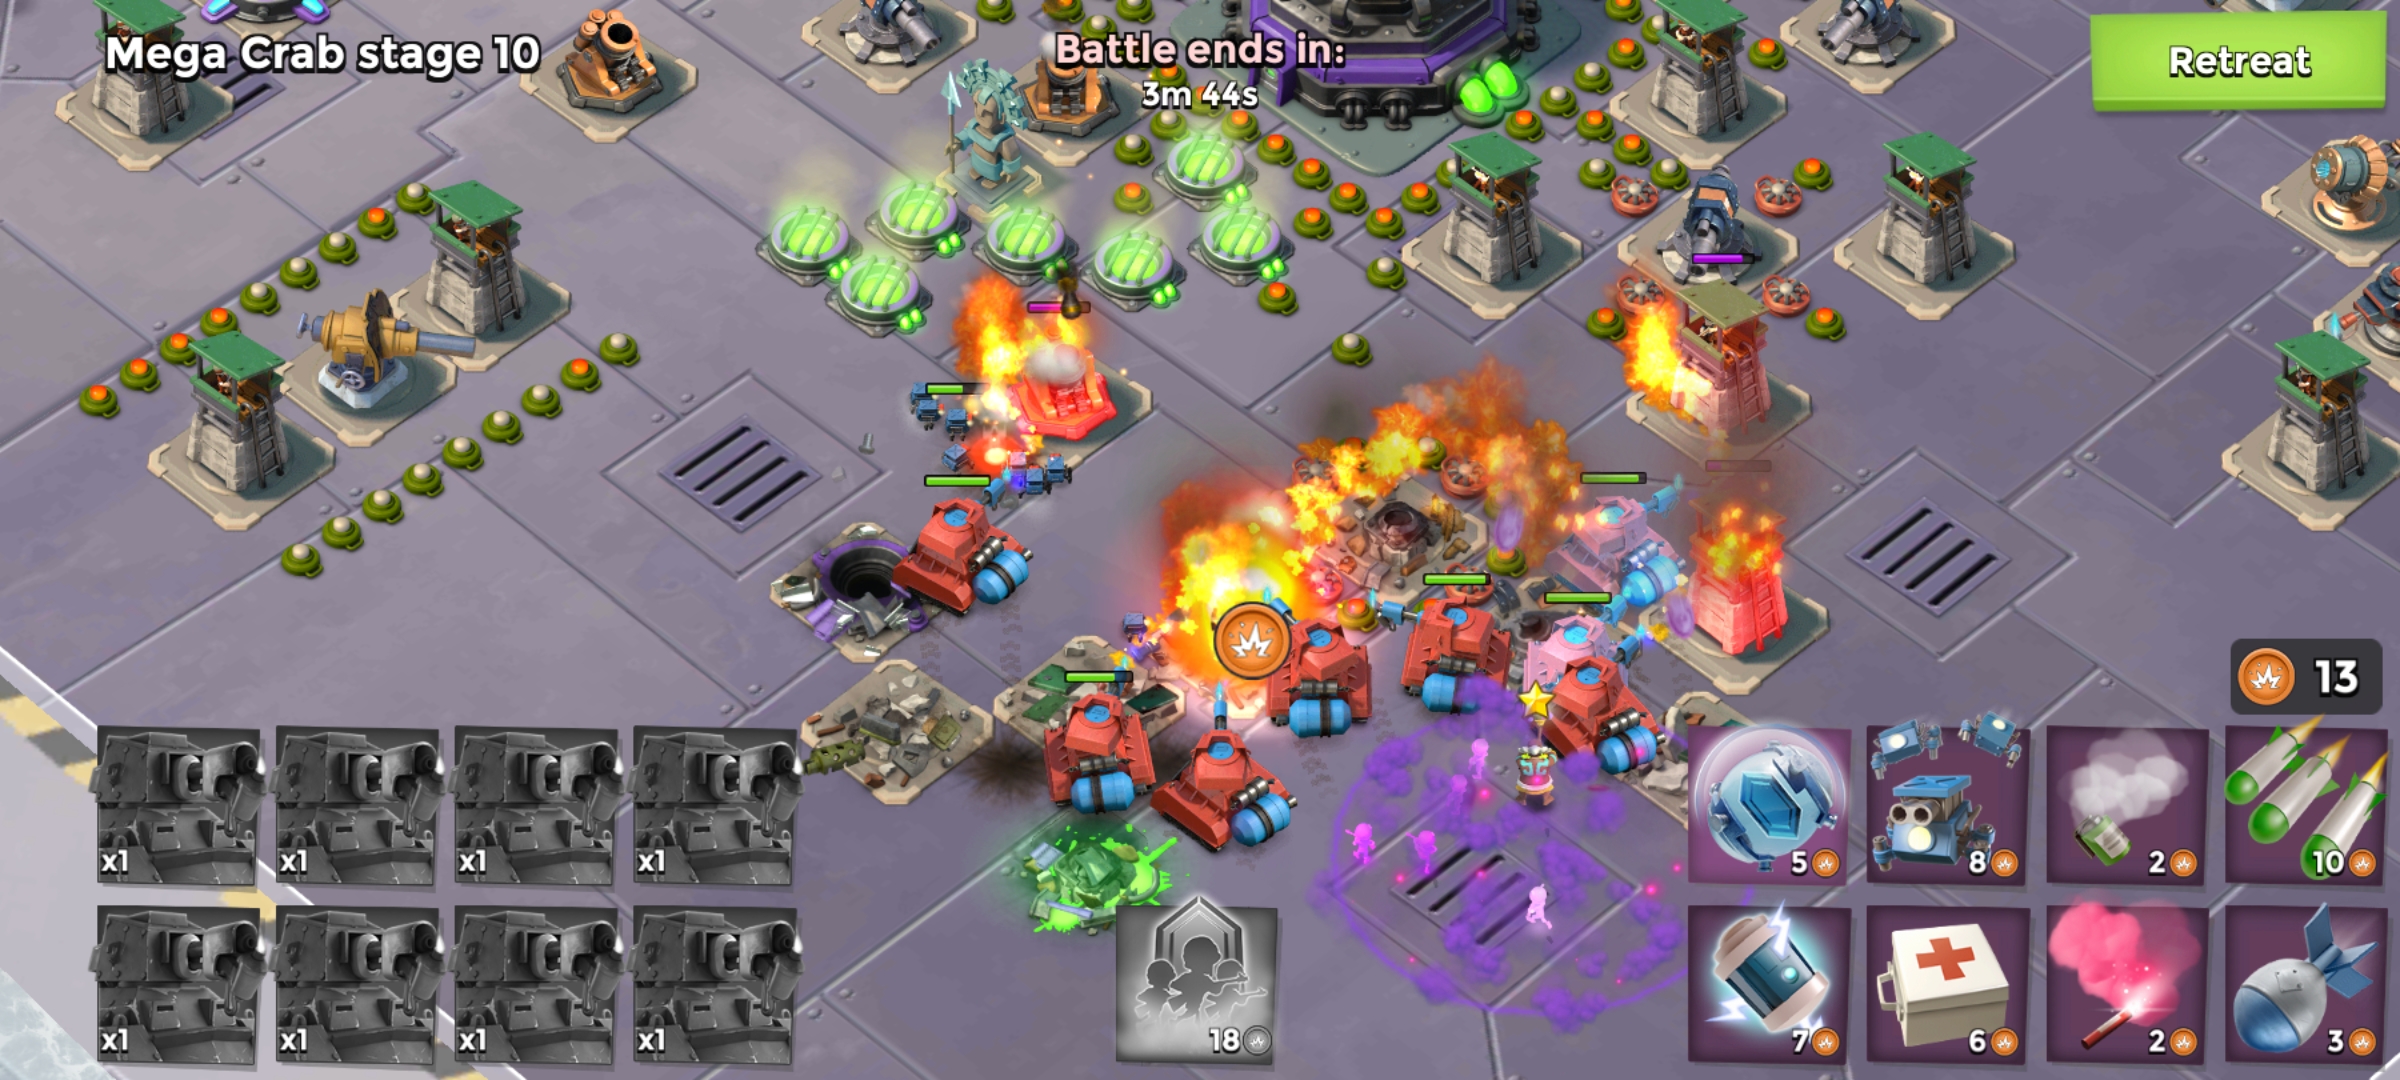 Mega Crab stage 10
Battle ends in:
3m 44s
Retreat
13
x1
x1
x1
x1
5
8
2
10
x1
x1
x1
x1
18
7
6
2
3